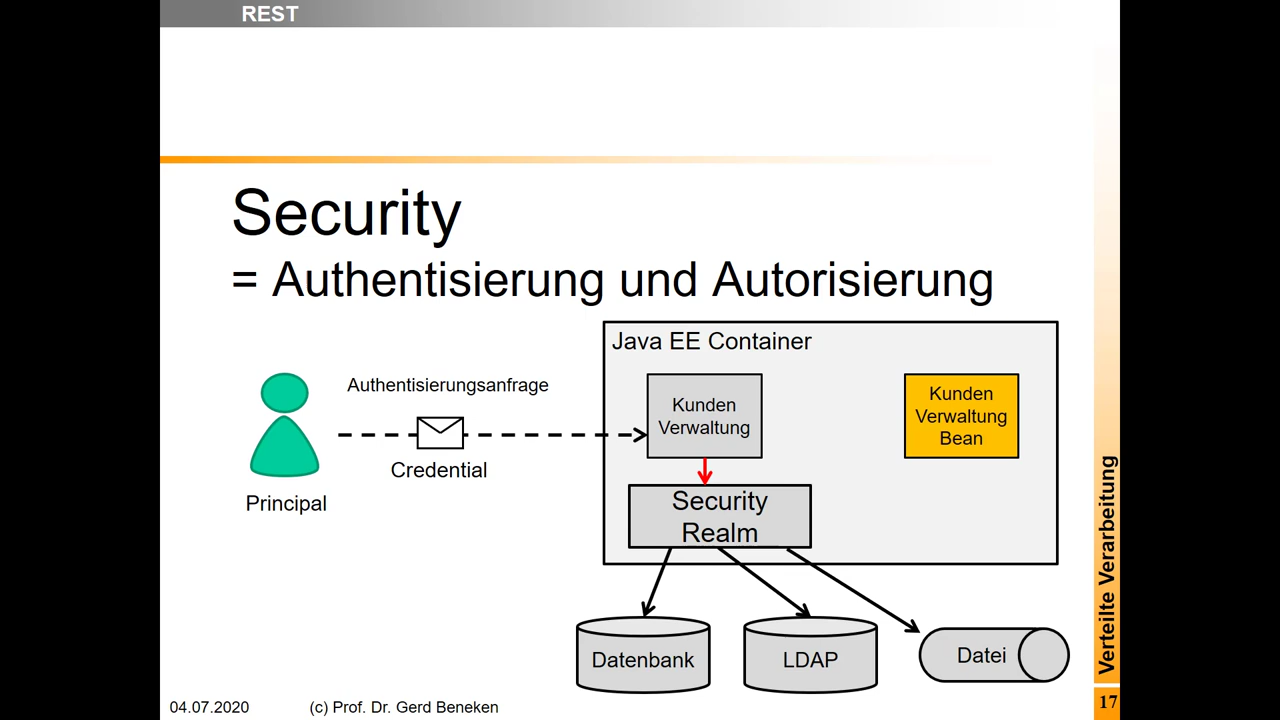 REST
Security
= Authentisierung und Autorisierung
Java EE Container
Authentisierungsanfrage
Credential
Principal
Kunden
Verwaltung
Kunden
Verwaltung
Bean
Security
Realm
Datenbank
LDAP
Datei
Verteilte Verarbeitung
04.07.2020
(c) Prof. Dr. Gerd Beneken
17